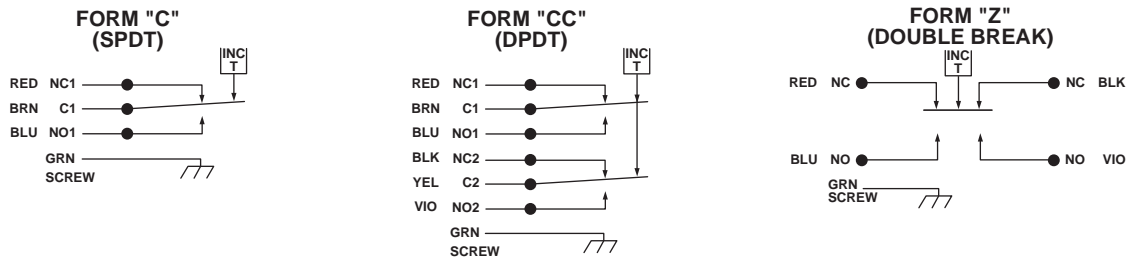 FORM "C"
(SPDT)
INC
T
RED NC1
BRN C1
BLU NO1
GRN
SCREW
FORM "CC"
(DPDT)
INC
T
RED NC1
BRN C1
BLU NO1
BLK NC2
YEL C2
VIO NO2
GRN
SCREW
FORM "Z"
(DOUBLE BREAK)
INC
T
RED NC
NC BLK
BLU NO
NO VIO
GRN
SCREW